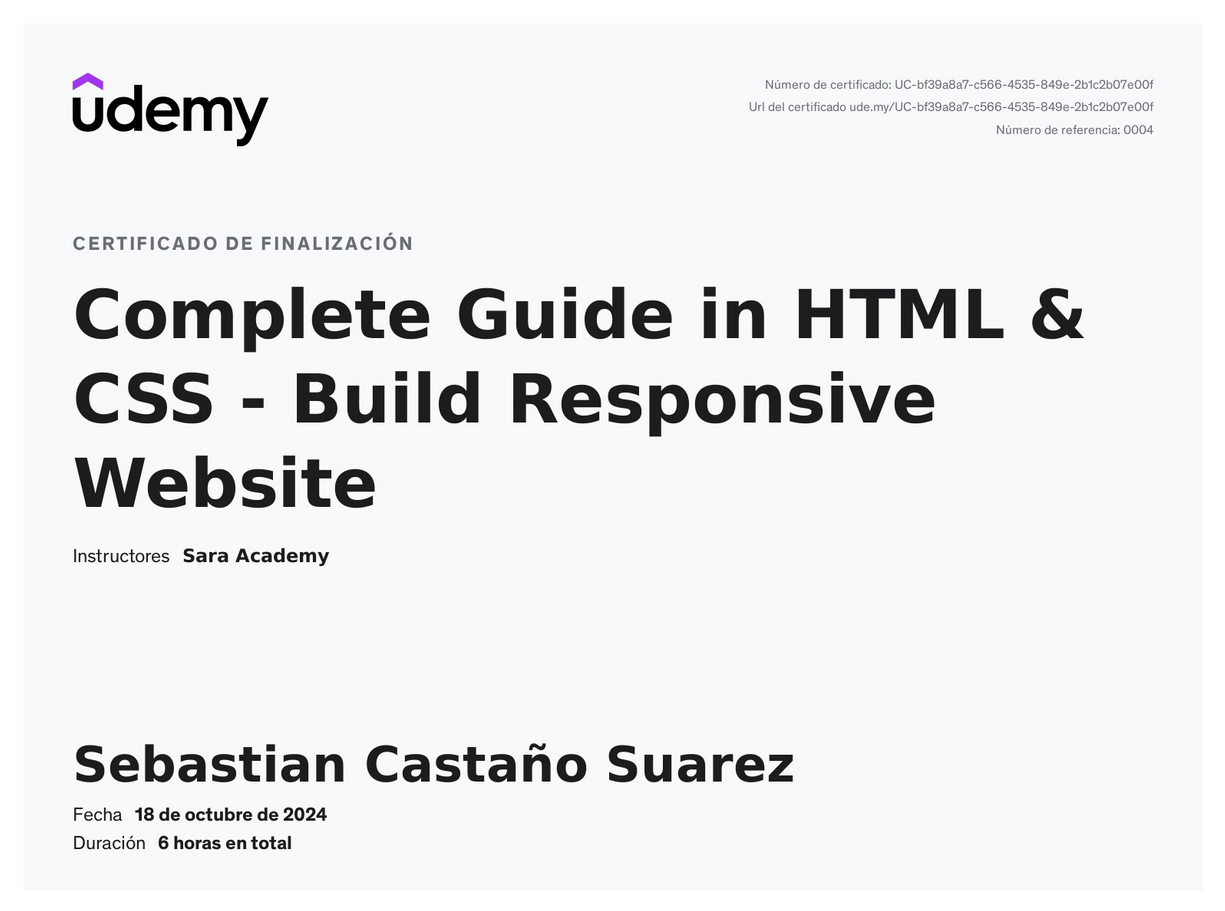 udemy
Número de certificado: UC-bf39a8a7-c566-4535-849e-2b1c2b07e00f
Url del certificado ude.my/UC-bf39a8a7-c566-4535-849e-2b1c2b07e00f
Número de referencia: 0004
CERTIFICADO DE FINALIZACIÓN
Complete Guide in HTML &
CSS - Build Responsive
Website
Instructores Sara Academy
Sebastian Castaño Suarez
Fecha 18 de octubre de 2024
Duración 6 horas en total